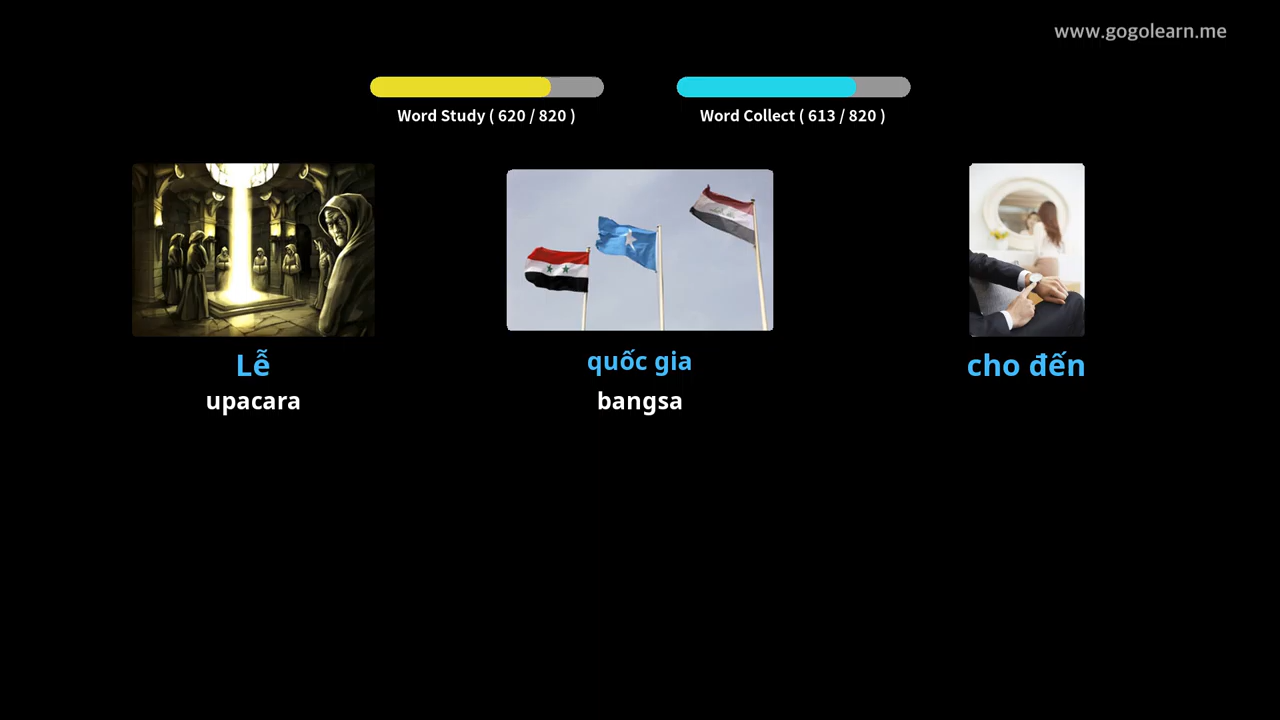 www.gogolearn.me
Word Study ( 620 / 820 )
Word Collect ( 613 / 820 )
Lễ
upacara
quốc gia
bangsa
cho đến